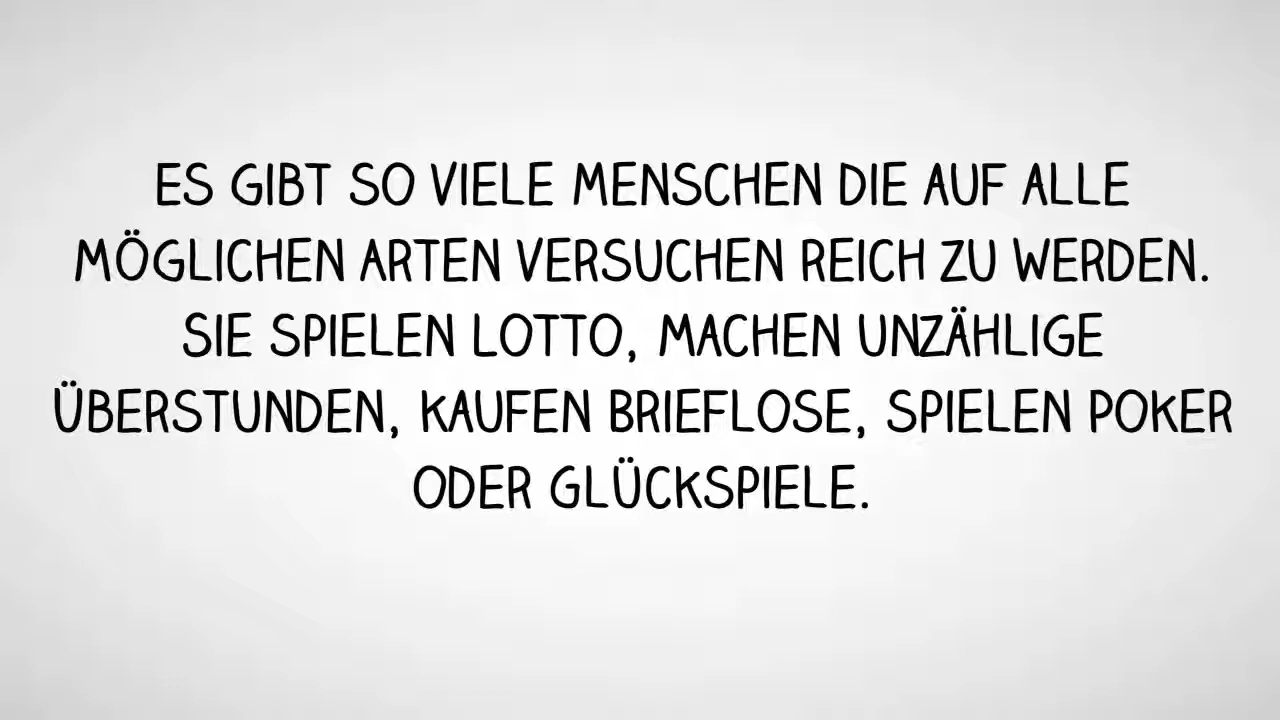 ES GIBT SO VIELE MENSCHEN DIE AUF ALLE
MÖGLICHEN ARTEN VERSUCHEN REICH ZU WERDEN.
SIE SPIELEN LOTTO, MACHEN UNZÄHLIGE
ÜBERSTUNDEN, KAUFEN BRIEFLOSE, SPIELEN POKER
ODER GLÜCKSPIELE.